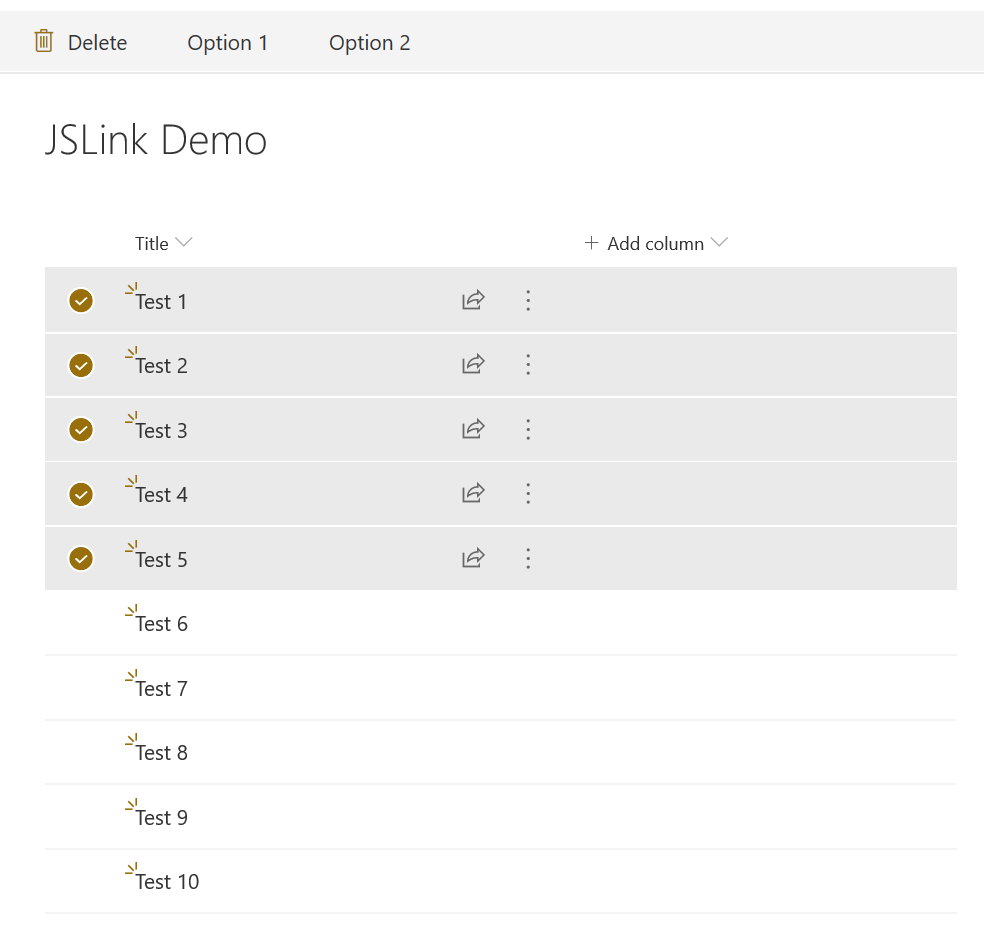 Delete Option 1 Option 2
JSLink Demo
Title Add column
Test 1
Test 2
Test 3
Test 4
Test 5
Test 6
Test 7
Test 8
Test 9
Test 10